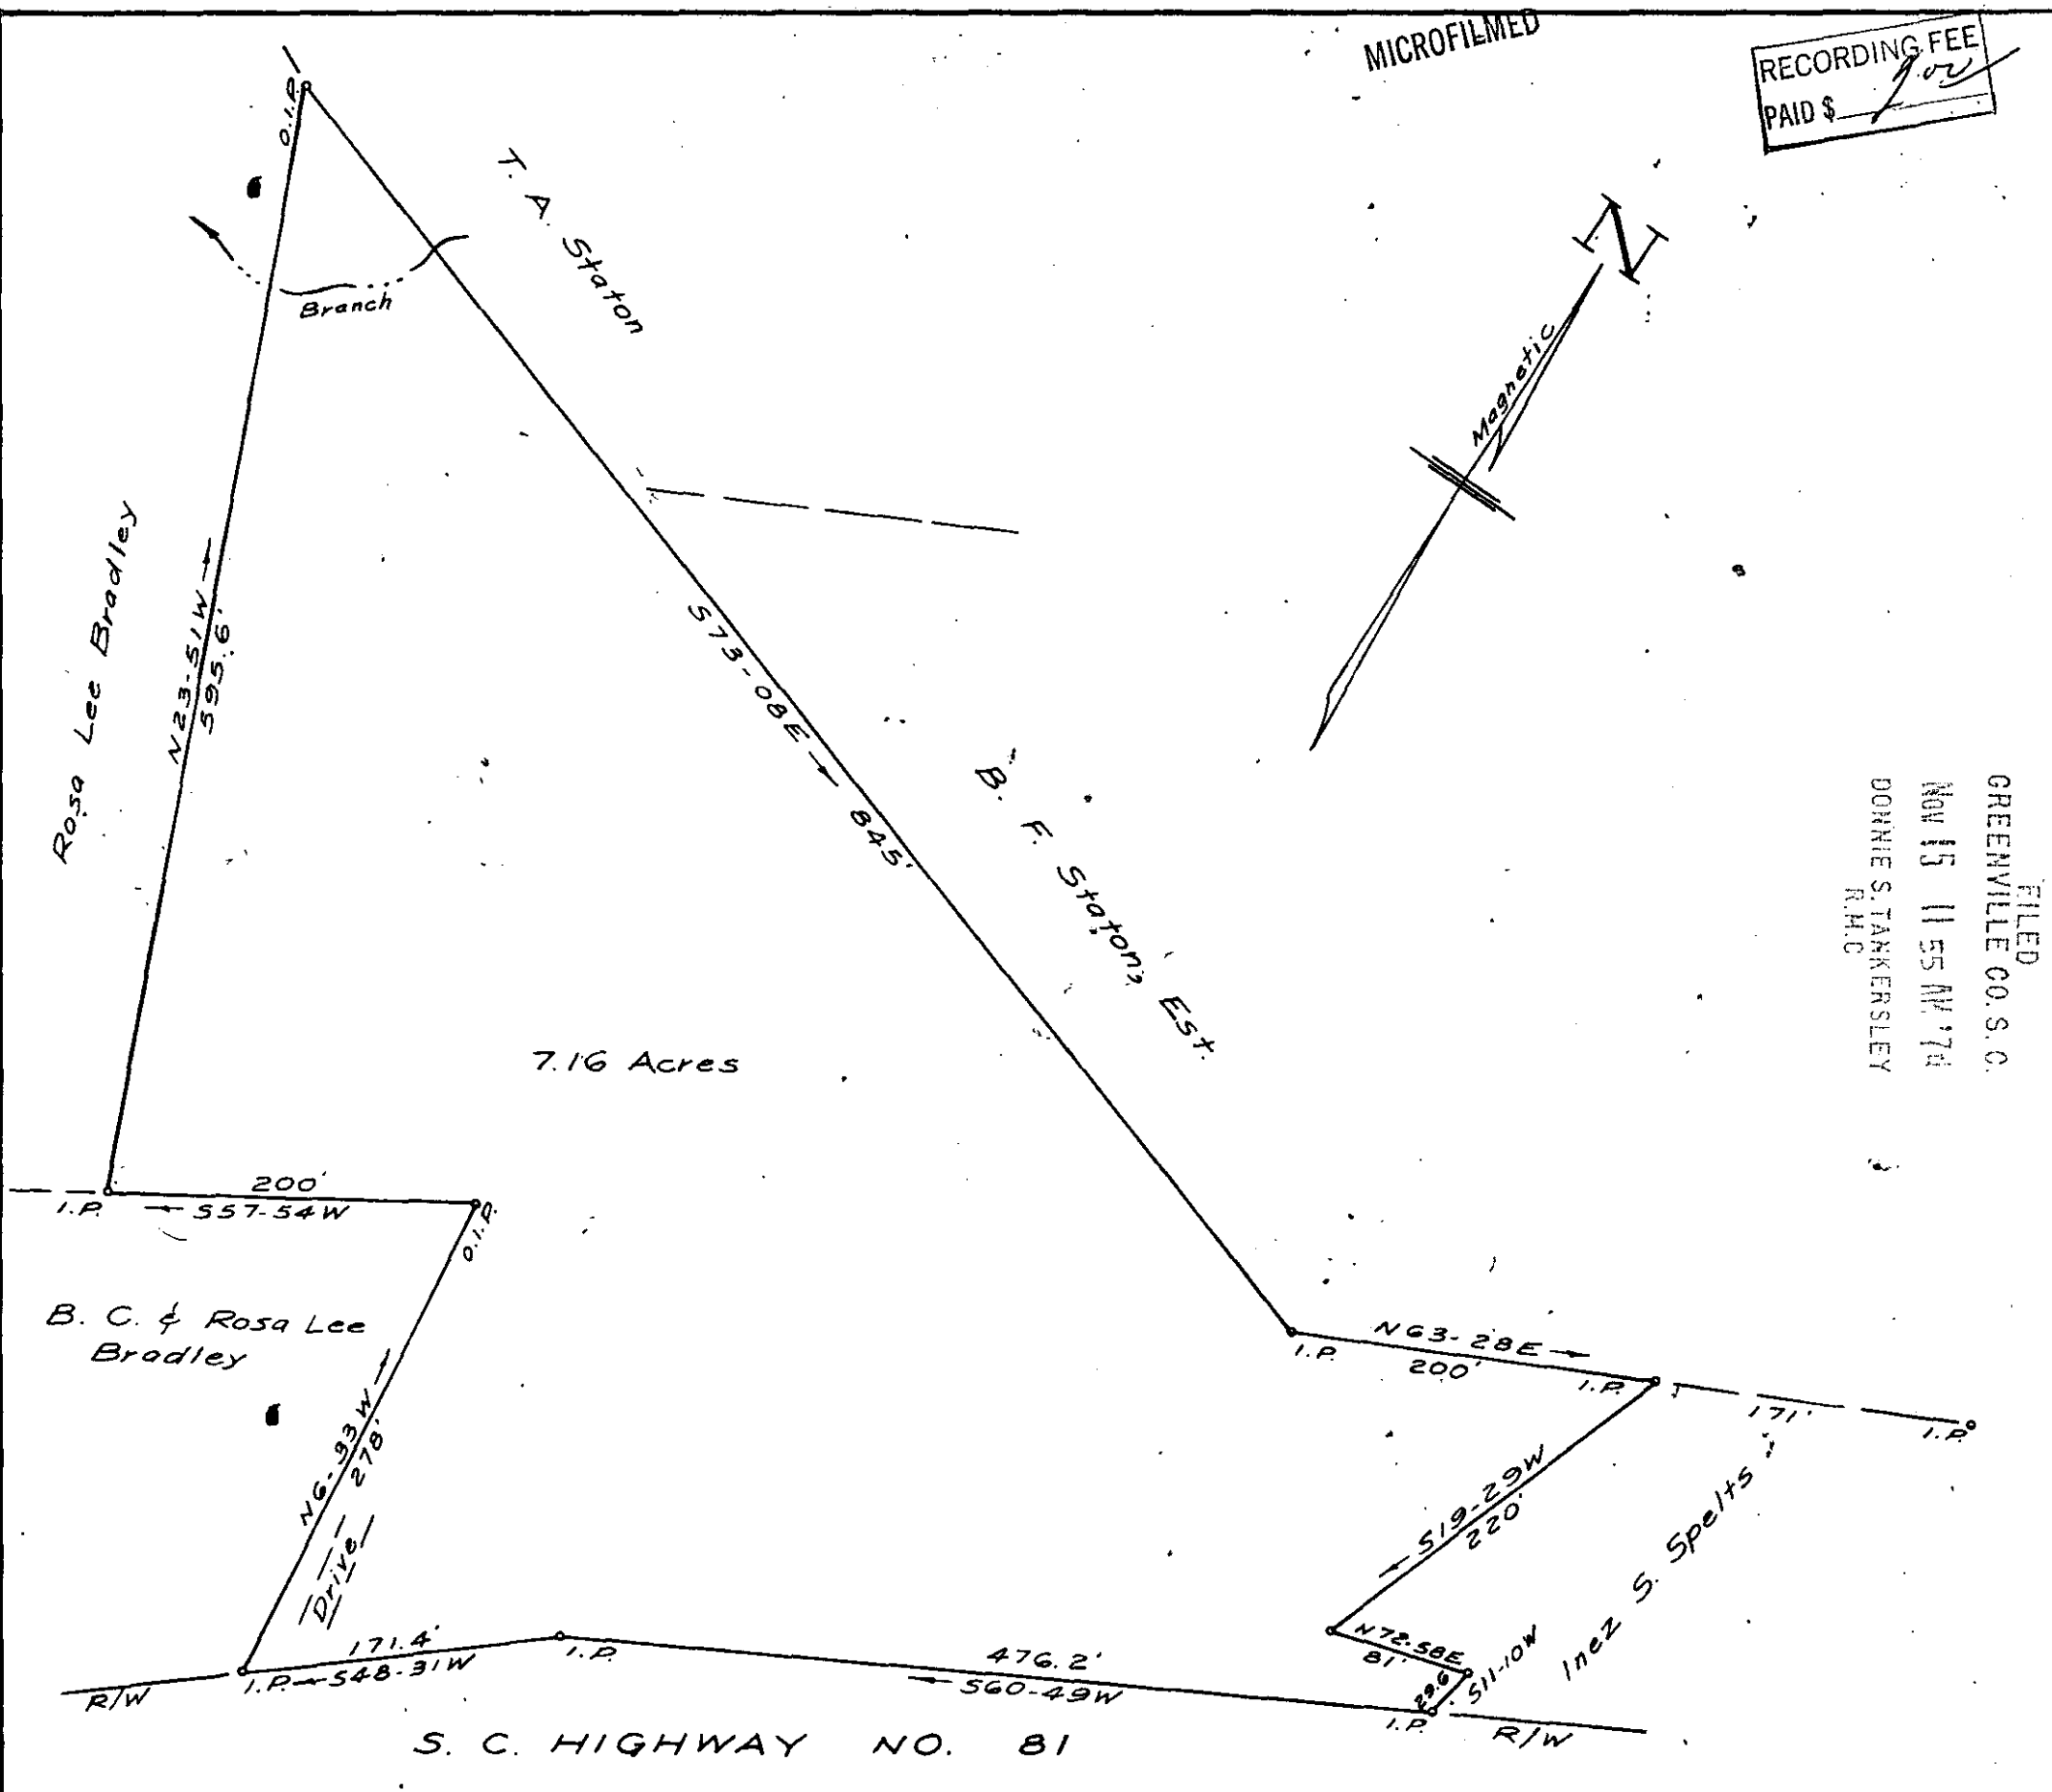 MICROFILMED
RECORDING FEE
PAID $
N
Magnetic
FILED
GREENVILLE CO. S. C.
NOV 15 11 55 AM '74
DONNIE S. TANKERSLEY
R.M.C.
O.I.P.
T. A. Staton
Branch
Rosa Lee Bradley
N23-51W
595.6'
S73-08E
845'
B. F. Staton Est.
7.16 Acres
200'
I.P.
S57-54W
O.I.P.
B. C. & Rosa Lee
Bradley
N6-33W
278'
Drive
N63-28E
I.P.
200'
I.P.
171'
I.P.
S19-29W
220'
Inez S. Spelts
N72-58E
81'
29.6
S11-10W
171.4'
I.P.
476.2'
R/W
I.P.
S48-31W
S60-49W
I.P.
R/W
S. C. HIGHWAY NO. 81